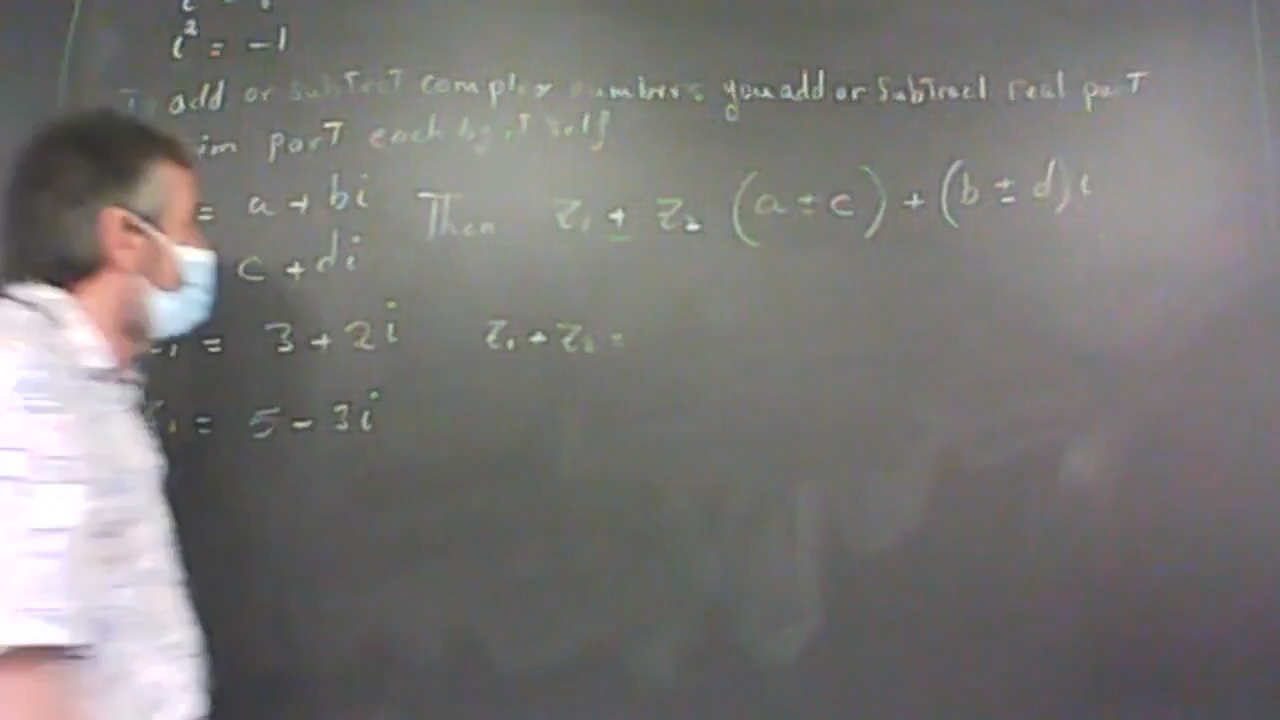 i² = -1
To add or subtract complex numbers you add or subtract real part
im part each by itself
= a + bi Then Z₁ ± Z₂ (a ± c) + (b ± d)i
c + di
= 3 + 2i Z₁ + Z₂ =
= 5 - 3i